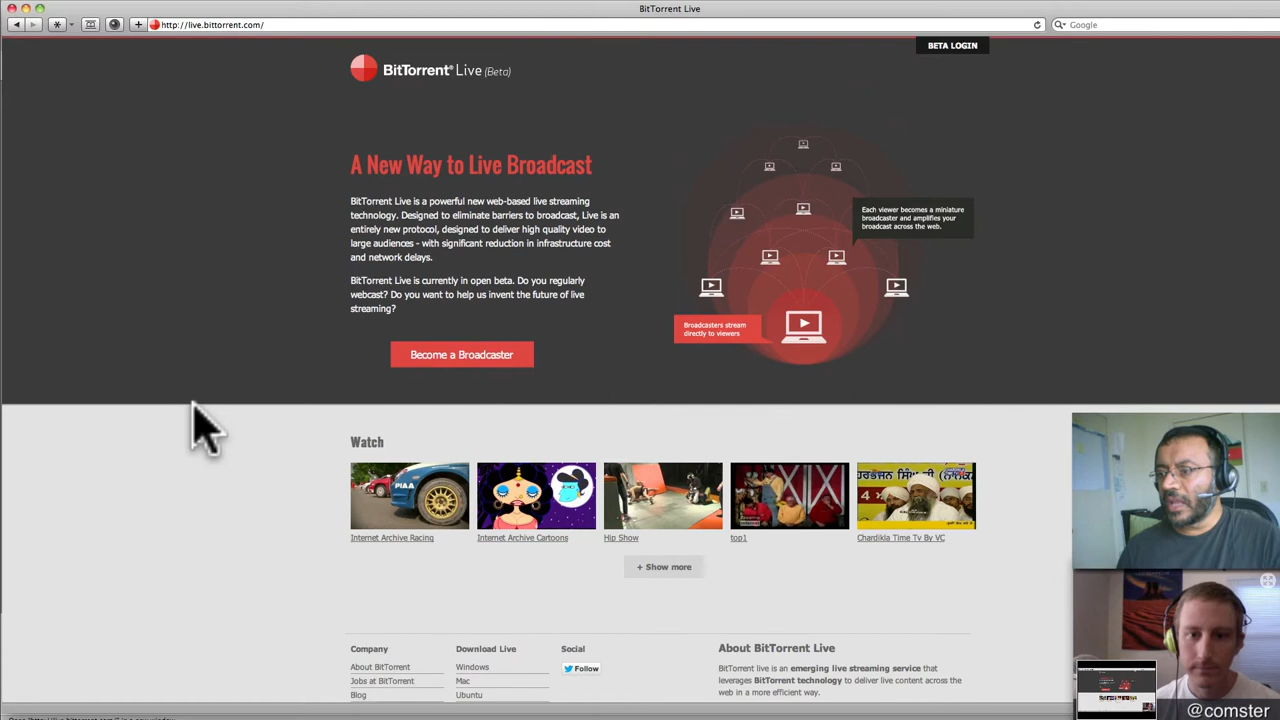 BitTorrent Live
http://live.bittorrent.com/
Google
BETA LOGIN
BitTorrent® Live (Beta)
A New Way to Live Broadcast
BitTorrent Live is a powerful new web-based live streaming
technology. Designed to eliminate barriers to broadcast, Live is an
entirely new protocol, designed to deliver high quality video to
large audiences - with significant reduction in infrastructure cost
and network delays.
BitTorrent Live is currently in open beta. Do you regularly
webcast? Do you want to help us invent the future of live
streaming?
Become a Broadcaster
Each viewer becomes a miniature
broadcaster and amplifies your
broadcast across the web.
Broadcasters stream
directly to viewers
Watch
PIAA
Internet Archive Racing
Internet Archive Cartoons
Hip Show
top1
Chardikla Time Tv By VC
+ Show more
Company
About BitTorrent
Jobs at BitTorrent
Blog
Download Live
Windows
Mac
Ubuntu
Social
Follow
About BitTorrent Live
BitTorrent live is an emerging live streaming service that
leverages BitTorrent technology to deliver live content across the
web in a more efficient way.
@comster